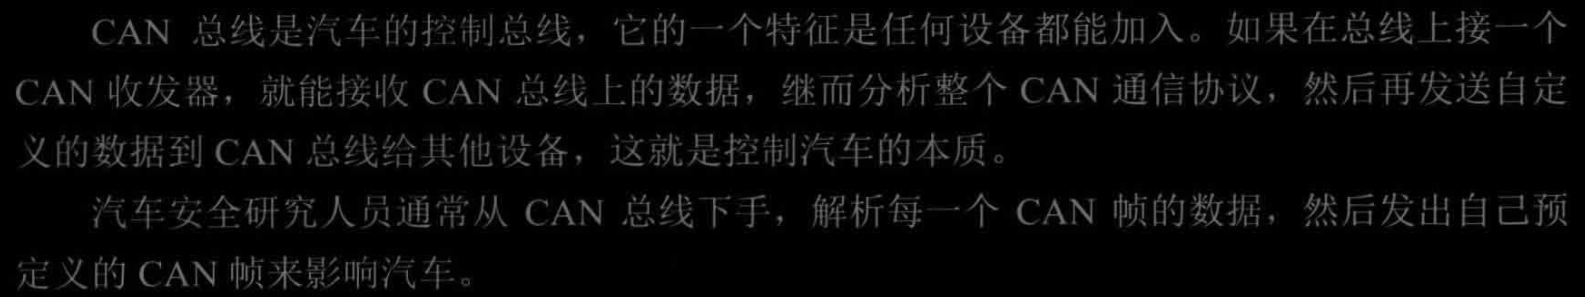 CAN 总线是汽车的控制总线，它的一个特征是任何设备都能加入。如果在总线上接一个
CAN 收发器，就能接收 CAN 总线上的数据，继而分析整个 CAN 通信协议，然后再发送自定
义的数据到 CAN 总线给其他设备，这就是控制汽车的本质。
汽车安全研究人员通常从 CAN 总线下手，解析每一个 CAN 帧的数据，然后发出自己预
定义的 CAN 帧来影响汽车。